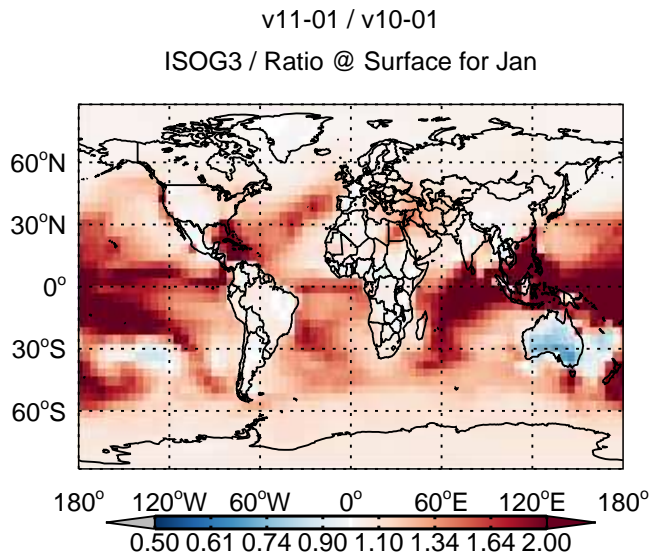 v11-01 / v10-01
ISOG3 / Ratio @ Surface for Jan
60°N
30°N
0°
30°S
60°S
180° 120°W 60°W 0° 60°E 120°E 180°
0.50 0.61 0.74 0.90 1.10 1.34 1.64 2.00